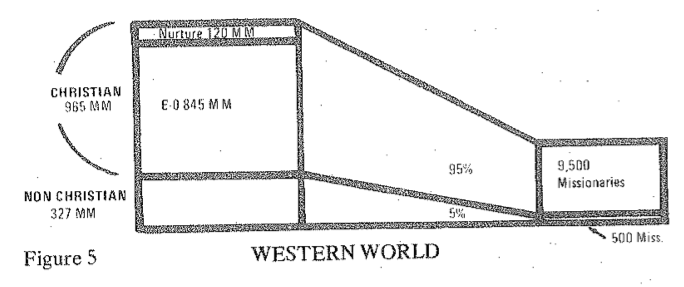 Nurture 120 M M
CHRISTIAN
965 MM
E-0 845 M M
NON CHRISTIAN
327 MM
95%
5%
9,500
Missionaries
500 Miss.
Figure 5
WESTERN WORLD